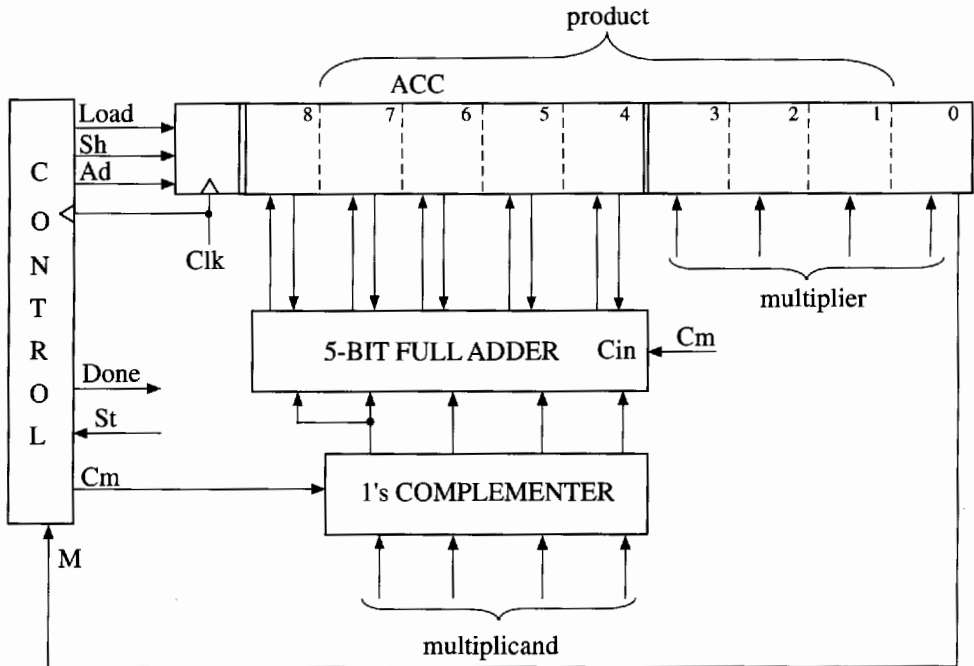 product
ACC
Load
Sh
Ad
8 7 6 5 4 3 2 1 0
CONTROL
Clk
multiplier
5-BIT FULL ADDER Cin
Cm
Done
St
Cm
1's COMPLEMENTER
M
multiplicand